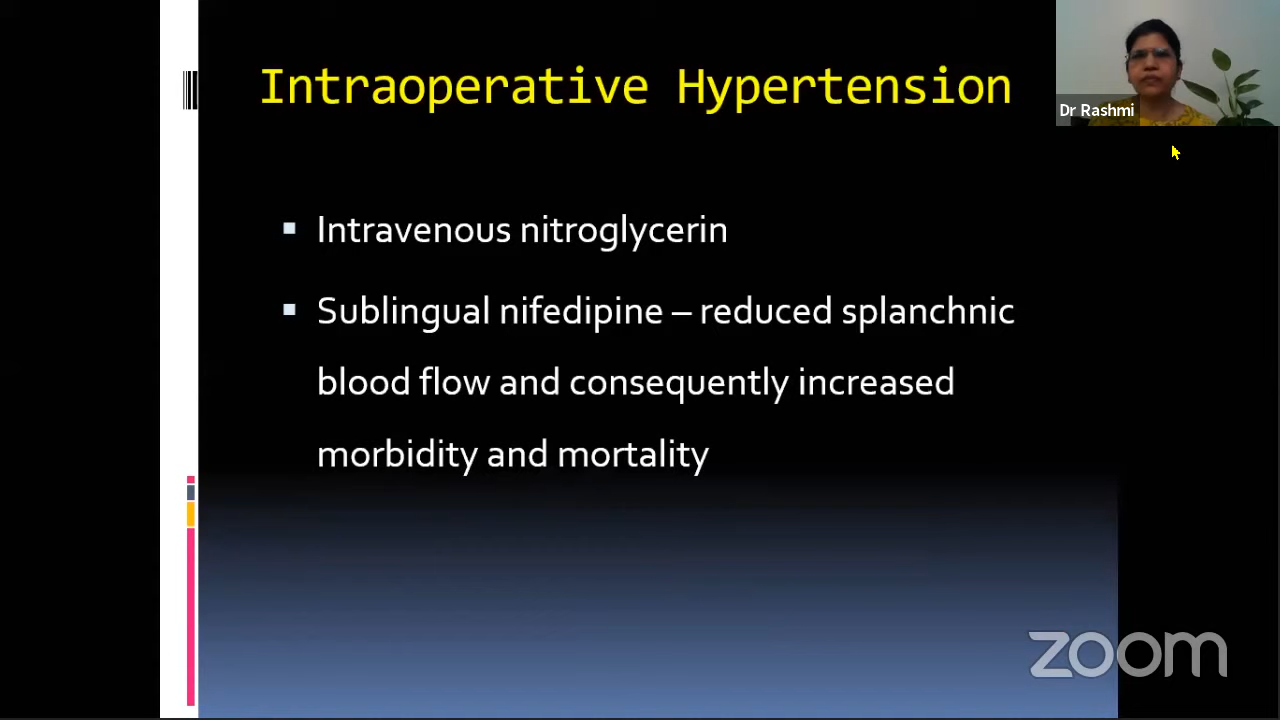 Intraoperative Hypertension
Dr Rashmi
Intravenous nitroglycerin
Sublingual nifedipine – reduced splanchnic
blood flow and consequently increased
morbidity and mortality
zoom